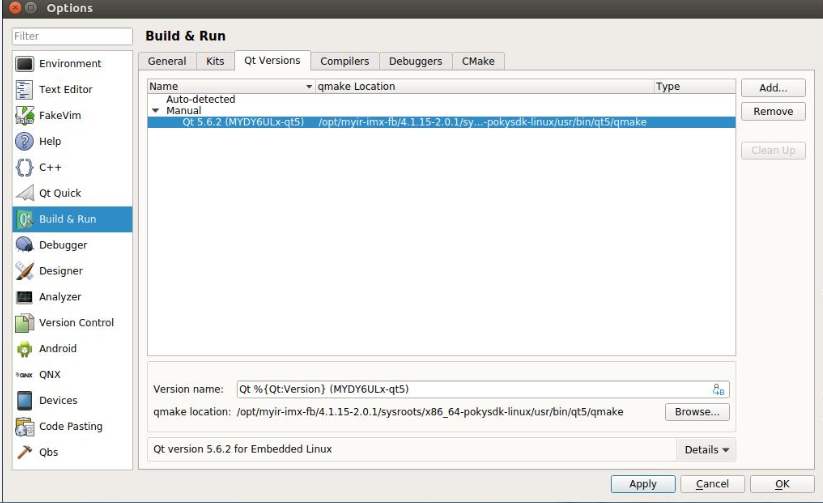 Options
Filter
Build & Run
Environment
Text Editor
FakeVim
Help
C++
Qt Quick
Build & Run
Debugger
Designer
Analyzer
Version Control
Android
QNX
Devices
Code Pasting
Qbs
General Kits Qt Versions Compilers Debuggers CMake
Name qmake Location Type
Auto-detected
Manual
Qt 5.6.2 (MYDY6ULx-qt5) /opt/myir-imx-fb/4.1.15-2.0.1/sy...-pokysdk-linux/usr/bin/qt5/qmake
Add...
Remove
Clean Up
Version name: Qt %{Qt:Version} (MYDY6ULx-qt5)
qmake location: /opt/myir-imx-fb/4.1.15-2.0.1/sysroots/x86_64-pokysdk-linux/usr/bin/qt5/qmake Browse...
Qt version 5.6.2 for Embedded Linux Details
Apply Cancel OK